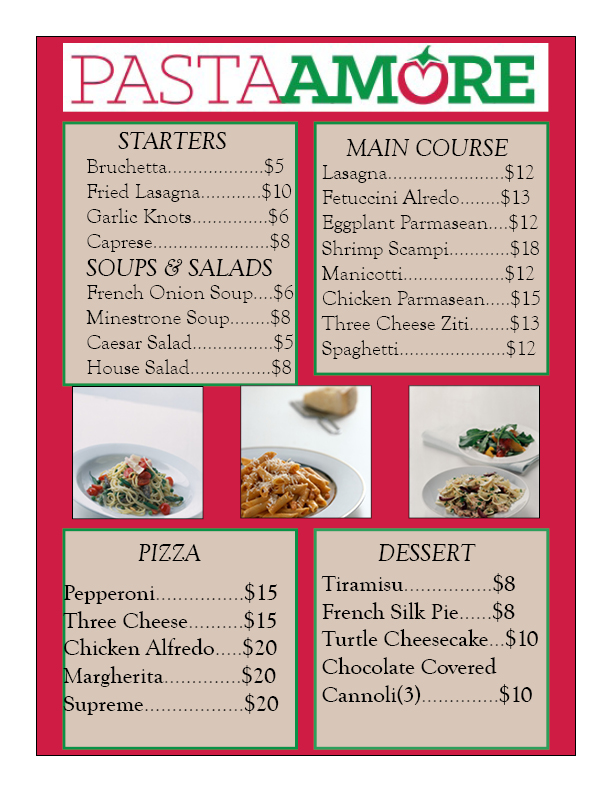 PASTAAMORE
STARTERS
Bruchetta...................$5
Fried Lasagna............$10
Garlic Knots...............$6
Caprese.......................$8
SOUPS & SALADS
French Onion Soup....$6
Minestrone Soup........$8
Caesar Salad................$5
House Salad................$8
MAIN COURSE
Lasagna.......................$12
Fetuccini Alredo........$13
Eggplant Parmasean....$12
Shrimp Scampi............$18
Manicotti....................$12
Chicken Parmasean.....$15
Three Cheese Ziti........$13
Spaghetti.....................$12
PIZZA
Pepperoni...............$15
Three Cheese..........$15
Chicken Alfredo.....$20
Margherita.............$20
Supreme.................$20
DESSERT
Tiramisu...............$8
French Silk Pie......$8
Turtle Cheesecake...$10
Chocolate Covered
Cannoli(3).............$10